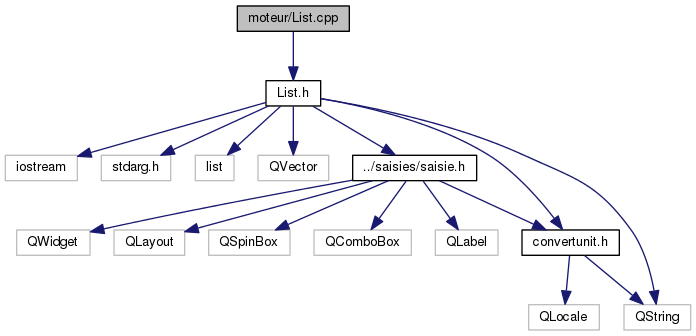 moteur/List.cpp
List.h
iostream
stdarg.h
list
QVector
../saisies/saisie.h
QWidget
QLayout
QSpinBox
QComboBox
QLabel
convertunit.h
QLocale
QString